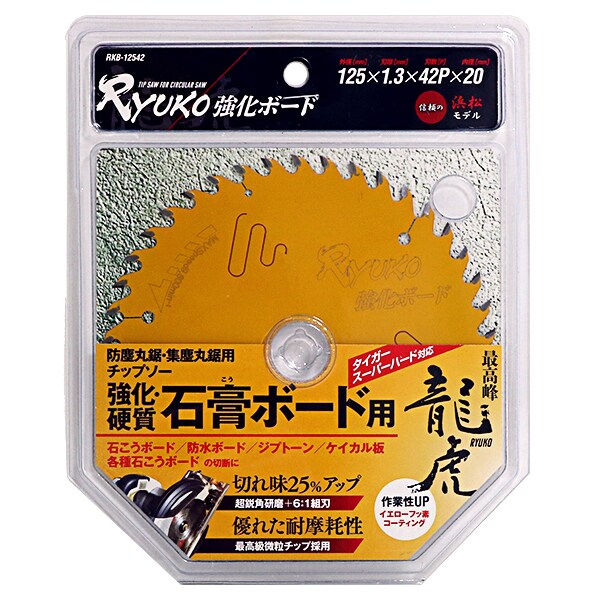 RKB-12542
TIP SAW FOR CIRCULAR SAW
RYUKO 強化ボード
外径(mm) 刃厚(mm) 刃数(P) 内径(mm)
125×1.3×42P×20
信頼の
浜松
モデル
RYUKO
強化ボード
防塵丸鋸・集塵丸鋸用
チップソー
強化・
硬質
こう
石膏ボード用
タイガー
スーパーハード対応
石こうボード/防水ボード/ジプトーン/ケイカル板
各種石こうボード の切断に
最高峰
龍虎
RYUKO
切れ味25%アップ
超鋭角研磨+6:1組刃
優れた耐摩耗性
最高級微粒チップ採用
作業性UP
イエローフッ素
コーティング